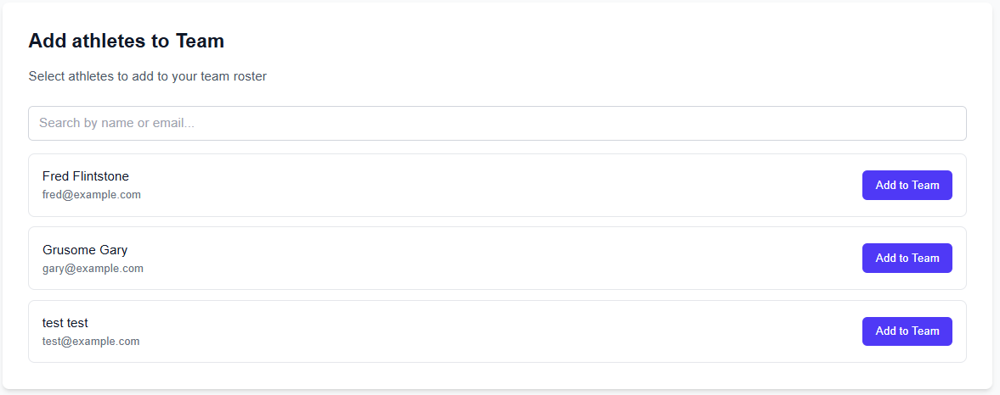 Add athletes to Team
Select athletes to add to your team roster
Search by name or email...
Fred Flintstone
fred@example.com
Add to Team
Grusome Gary
gary@example.com
Add to Team
test test
test@example.com
Add to Team